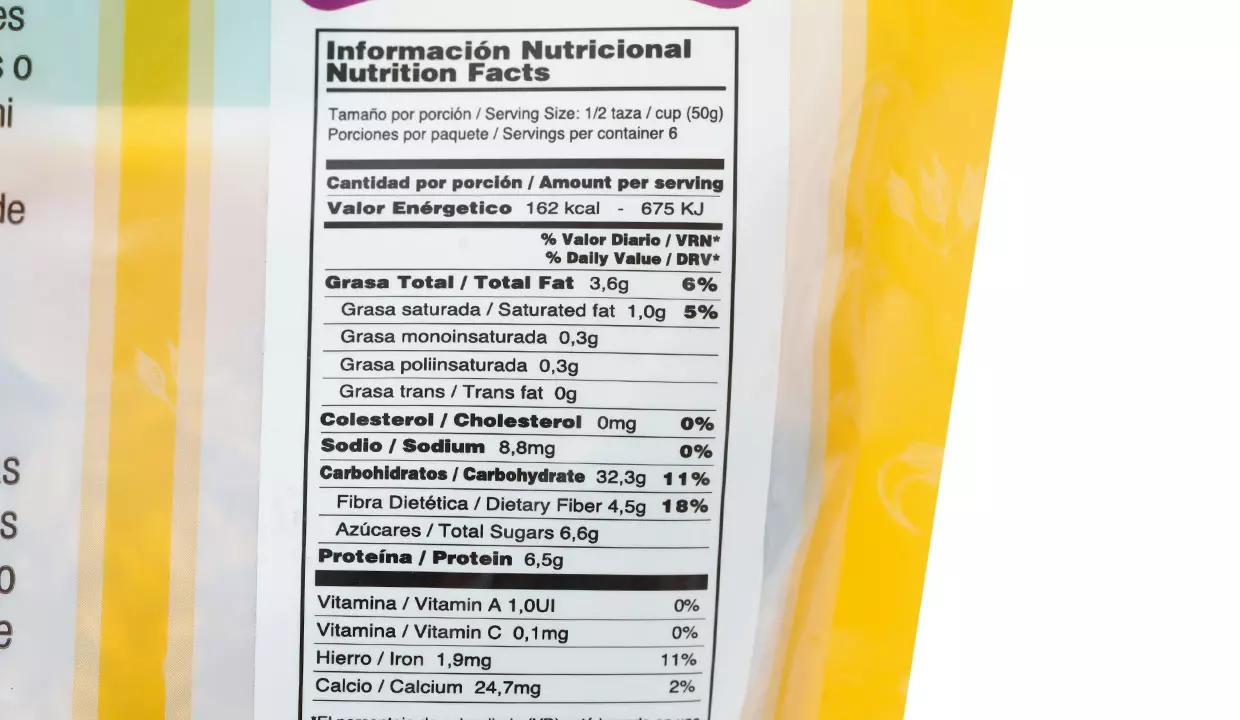 es
s o
ni
de
as
s
o
e
Información Nutricional
Nutrition Facts
Tamaño por porción / Serving Size: 1/2 taza / cup (50g)
Porciones por paquete / Servings per container 6
Cantidad por porción / Amount per serving
Valor Enérgetico 162 kcal - 675 KJ
% Valor Diario / VRN*
% Daily Value / DRV*
Grasa Total / Total Fat 3,6g 6%
Grasa saturada / Saturated fat 1,0g 5%
Grasa monoinsaturada 0,3g
Grasa poliinsaturada 0,3g
Grasa trans / Trans fat 0g
Colesterol / Cholesterol 0mg 0%
Sodio / Sodium 8,8mg 0%
Carbohidratos / Carbohydrate 32,3g 11%
Fibra Dietética / Dietary Fiber 4,5g 18%
Azúcares / Total Sugars 6,6g
Proteína / Protein 6,5g
Vitamina / Vitamin A 1,0UI 0%
Vitamina / Vitamin C 0,1mg 0%
Hierro / Iron 1,9mg 11%
Calcio / Calcium 24,7mg 2%